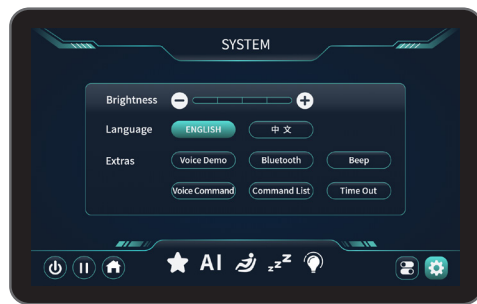 SYSTEM
Brightness
Language ENGLISH 中文
Extras Voice Demo Bluetooth Beep
Voice Command Command List Time Out
AI zzZ